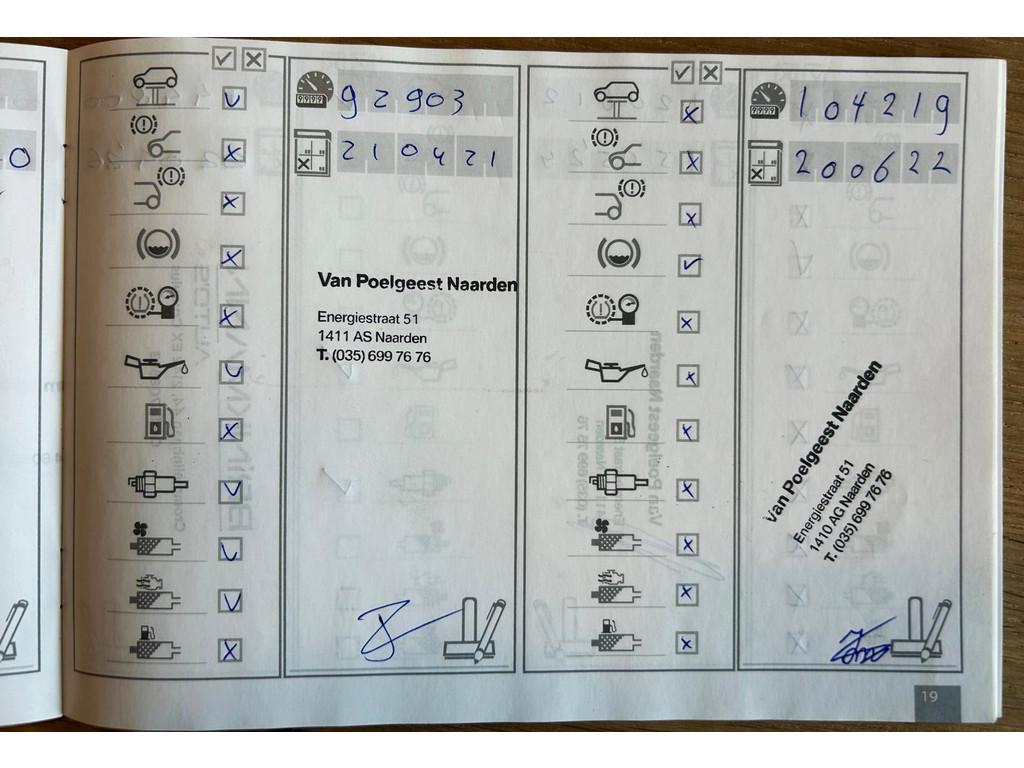 0
92903
210421
Van Poelgeest Naarden
Energiestraat 51
1411 AS Naarden
T. (035) 699 76 76
104219
200622
Van Poelgeest Naarden
Energiestraat 51
1410 AG Naarden
T. (035) 699 76 76
19